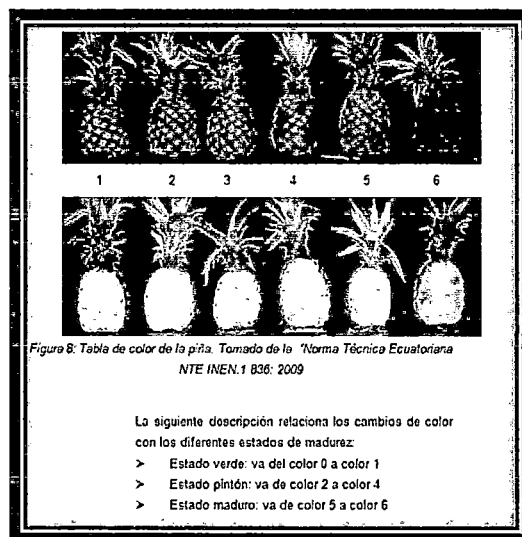 1 2 3 4 5 6
Figura 8: Tabla de color de la piña. Tomado de la "Norma Técnica Ecuatoriana
NTE INEN.1 836: 2009
La siguiente descripción relaciona los cambios de color
con los diferentes estados de madurez:
➢ Estado verde: va del color 0 a color 1
➢ Estado pintón: va de color 2 a color 4
➢ Estado maduro: va de color 5 a color 6